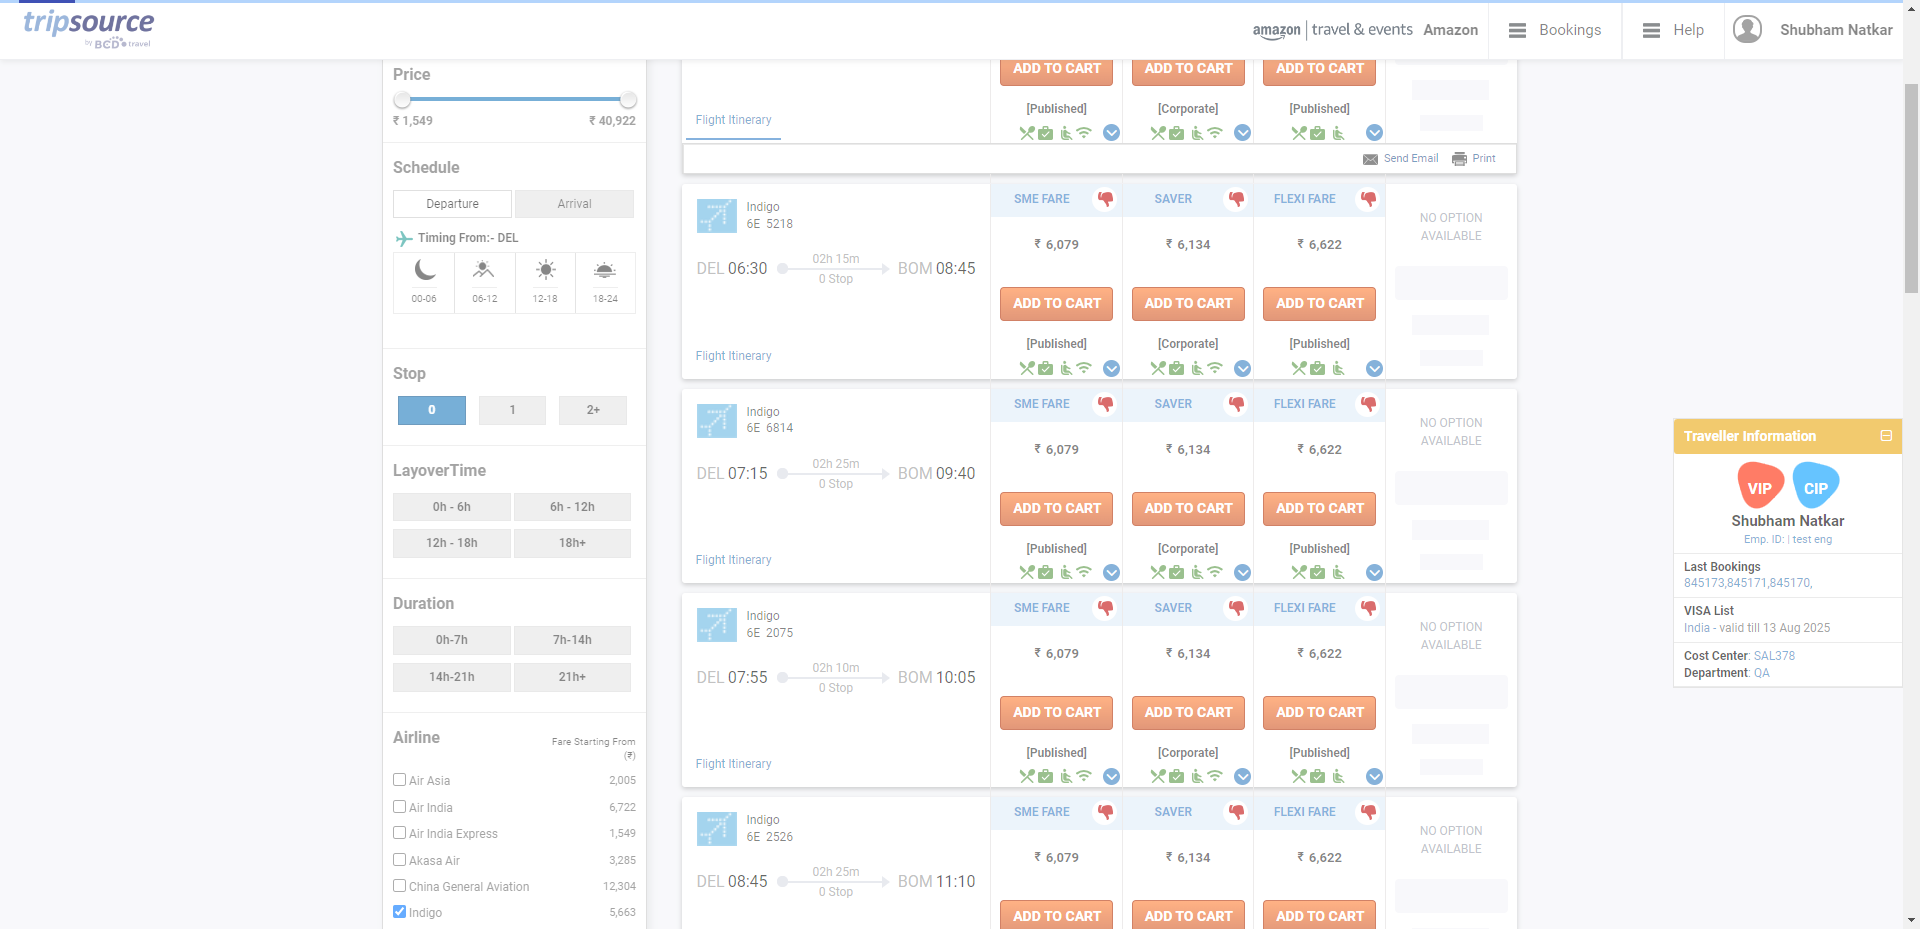 tripsource
by BCD travel
amazon | travel & events Amazon
Bookings
Help
Shubham Natkar
Price
₹ 1,549 ₹ 40,922
Schedule
Departure Arrival
Timing From:- DEL
00-06 06-12 12-18 18-24
Stop
0 1 2+
LayoverTime
0h - 6h 6h - 12h
12h - 18h 18h+
Duration
0h-7h 7h-14h
14h-21h 21h+
Airline Fare Starting From
(₹)
Air Asia 2,005
Air India 6,722
Air India Express 1,549
Akasa Air 3,285
China General Aviation 12,304
Indigo 5,663
ADD TO CART ADD TO CART ADD TO CART
[Published] [Corporate] [Published]
Flight Itinerary
Send Email Print
Indigo
6E 5218
DEL 06:30 02h 15m BOM 08:45
0 Stop
Flight Itinerary
SME FARE SAVER FLEXI FARE
₹ 6,079 ₹ 6,134 ₹ 6,622
ADD TO CART ADD TO CART ADD TO CART
[Published] [Corporate] [Published]
NO OPTION
AVAILABLE
Indigo
6E 6814
DEL 07:15 02h 25m BOM 09:40
0 Stop
Flight Itinerary
SME FARE SAVER FLEXI FARE
₹ 6,079 ₹ 6,134 ₹ 6,622
ADD TO CART ADD TO CART ADD TO CART
[Published] [Corporate] [Published]
NO OPTION
AVAILABLE
Indigo
6E 2075
DEL 07:55 02h 10m BOM 10:05
0 Stop
Flight Itinerary
SME FARE SAVER FLEXI FARE
₹ 6,079 ₹ 6,134 ₹ 6,622
ADD TO CART ADD TO CART ADD TO CART
[Published] [Corporate] [Published]
NO OPTION
AVAILABLE
Indigo
6E 2526
DEL 08:45 02h 25m BOM 11:10
0 Stop
SME FARE SAVER FLEXI FARE
₹ 6,079 ₹ 6,134 ₹ 6,622
ADD TO CART ADD TO CART ADD TO CART
NO OPTION
AVAILABLE
Traveller Information
VIP CIP
Shubham Natkar
Emp. ID: | test eng
Last Bookings
845173,845171,845170,
VISA List
India - valid till 13 Aug 2025
Cost Center: SAL378
Department: QA